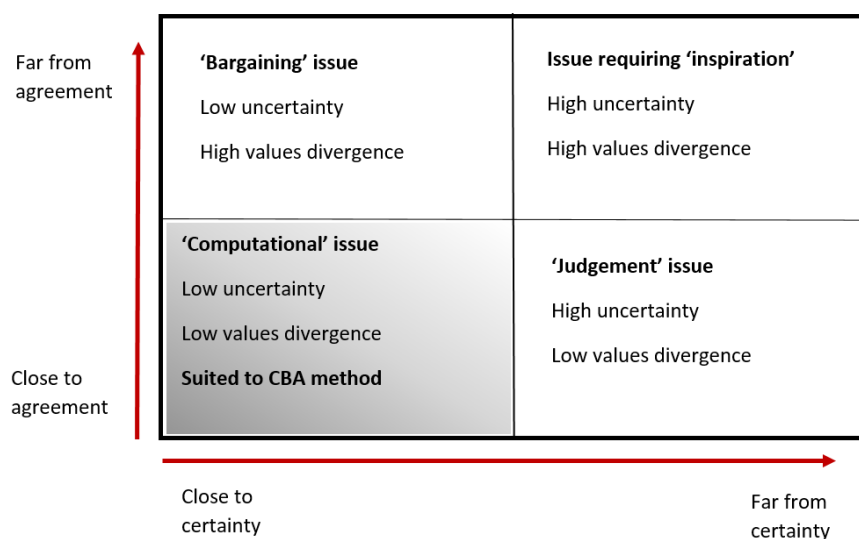 Far from
agreement
‘Bargaining’ issue
Low uncertainty
High values divergence
Issue requiring ‘inspiration’
High uncertainty
High values divergence
‘Computational’ issue
Low uncertainty
Low values divergence
Suited to CBA method
‘Judgement’ issue
High uncertainty
Low values divergence
Close to
agreement
Close to
certainty
Far from
certainty